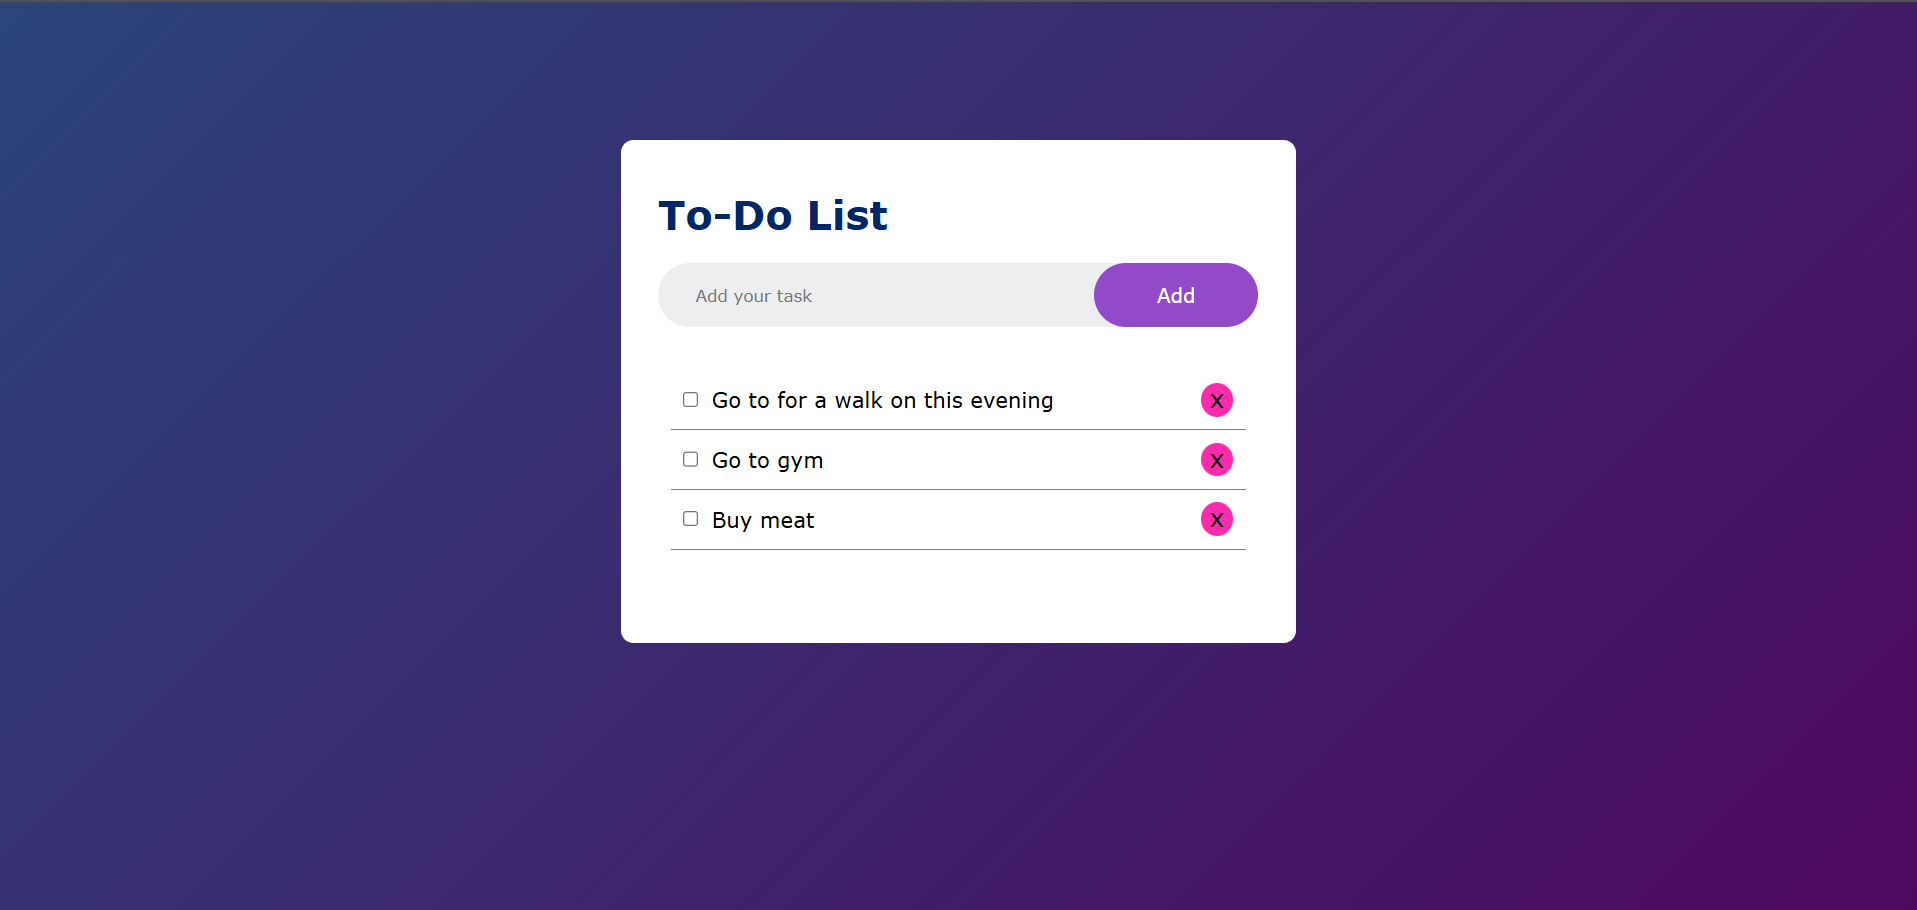 To-Do List
Add your task Add
Go to for a walk on this evening X
Go to gym X
Buy meat X